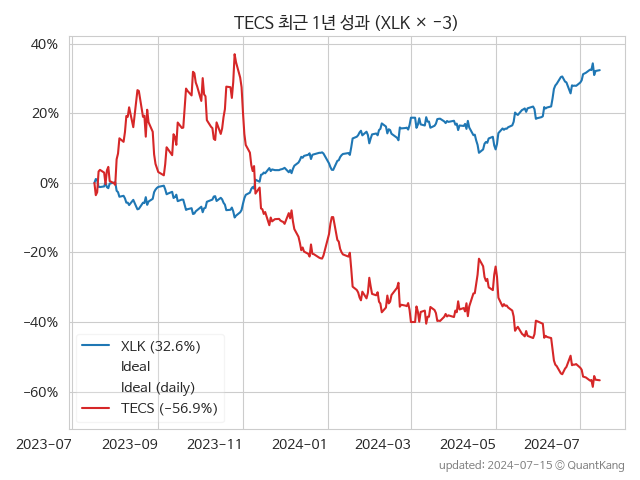 TECS 최근 1년 성과 (XLK × −3)
40%
20%
0%
−20%
−40%
−60%
XLK (32.6%)
Ideal
Ideal (daily)
TECS (−56.9%)
2023−07
2023−09
2023−11
2024−01
2024−03
2024−05
2024−07
updated: 2024-07-15 © QuantKang